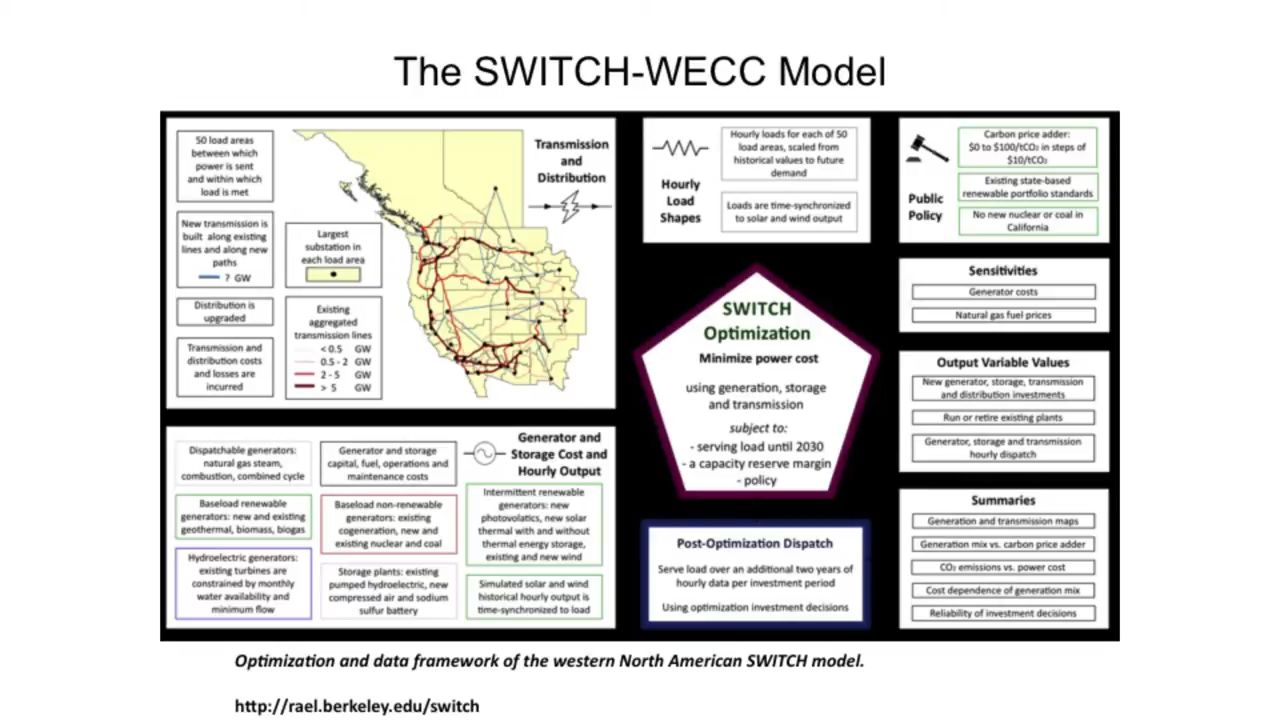 The SWITCH-WECC Model
50 load areas
between which
power is sent
and within which
load is met
New transmission is
built along existing
lines and along new
paths
? GW
Distribution is
upgraded
Transmission and
distribution costs
and losses are
incurred
Largest
substation in
each load area
Existing
aggregated
transmission lines
< 0.5 GW
0.5 - 2 GW
2 - 5 GW
> 5 GW
Transmission
and
Distribution
Hourly
Load
Shapes
Hourly loads for each of 50
load areas, scaled from
historical values to future
demand
Loads are time-synchronized
to solar and wind output
Public
Policy
Carbon price adder:
$0 to $100/tCO₂ in steps of
$10/tCO₂
Existing state-based
renewable portfolio standards
No new nuclear or coal in
California
Sensitivities
Generator costs
Natural gas fuel prices
SWITCH
Optimization
Minimize power cost
using generation, storage
and transmission
subject to:
- serving load until 2030
- a capacity reserve margin
- policy
Output Variable Values
New generator, storage, transmission
and distribution investments
Run or retire existing plants
Generator, storage and transmission
hourly dispatch
Generator and
Storage Cost and
Hourly Output
Dispatchable generators:
natural gas steam,
combustion, combined cycle
Generator and storage
capital, fuel, operations and
maintenance costs
Baseload renewable
generators: new and existing
geothermal, biomass, biogas
Baseload non-renewable
generators: existing
cogeneration, new and
existing nuclear and coal
Intermittent renewable
generators: new
photovolatics, new solar
thermal with and without
thermal energy storage,
existing and new wind
Hydroelectric generators:
existing turbines are
constrained by monthly
water availability and
minimum flow
Storage plants: existing
pumped hydroelectric, new
compressed air and sodium
sulfur battery
Simulated solar and wind
historical hourly output is
time-synchronized to load
Post-Optimization Dispatch
Serve load over an additional two years of
hourly data per investment period
Using optimization investment decisions
Summaries
Generation and transmission maps
Generation mix vs. carbon price adder
CO₂ emissions vs. power cost
Cost dependence of generation mix
Reliability of investment decisions
Optimization and data framework of the western North American SWITCH model.
http://rael.berkeley.edu/switch